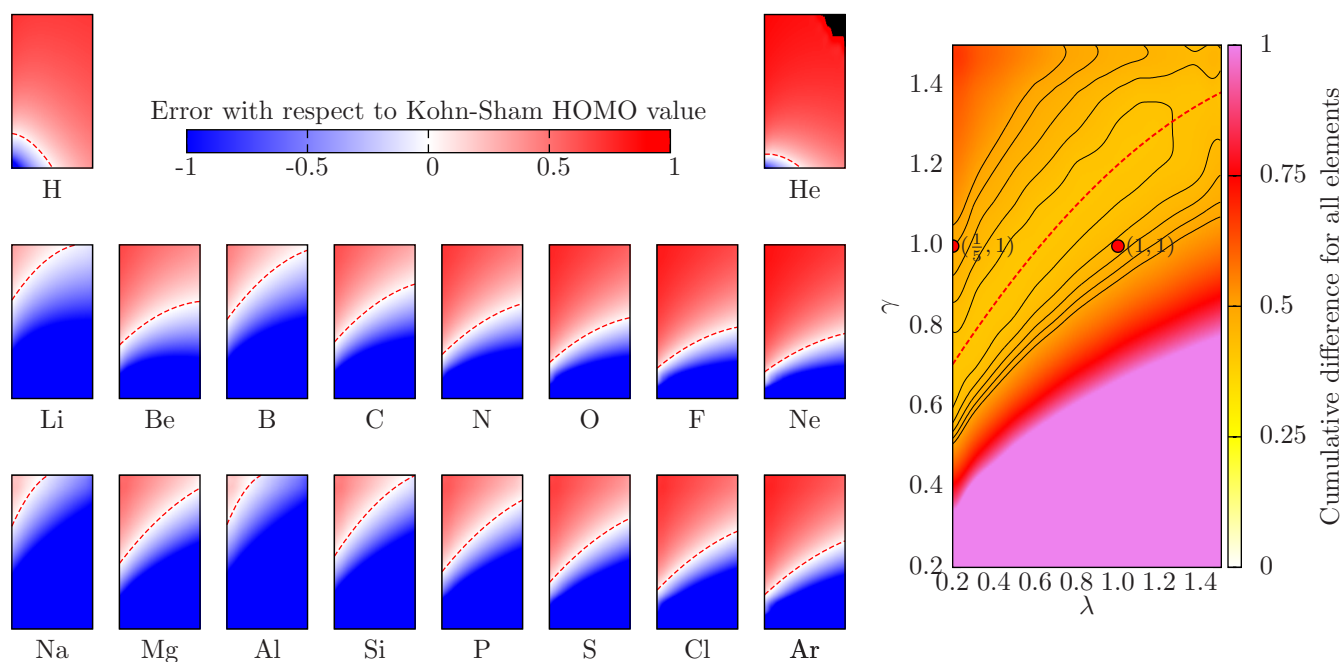 Error with respect to Kohn-Sham HOMO value
-1 -0.5 0 0.5 1
H He
Li Be B C N O F Ne
Na Mg Al Si P S Cl Ar
γ
1.4
1.2
1.0
0.8
0.6
0.4
0.2
(1/5, 1) (1, 1)
0.2 0.4 0.6 0.8 1.0 1.2 1.4
λ
1
0.75
0.5
0.25
0
Cumulative difference for all elements